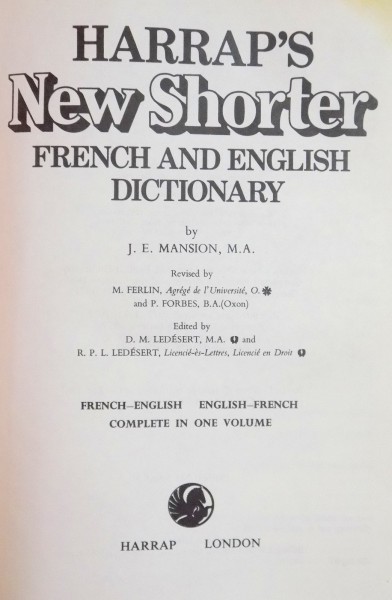 HARRAP'S
New Shorter
FRENCH AND ENGLISH
DICTIONARY
by
J. E. MANSION, M.A.
Revised by
M. FERLIN, Agrégé de l'Université, O.
and P. FORBES, B.A.(Oxon)
Edited by
D. M. LEDÉSERT, M.A. and
R. P. L. LEDÉSERT, Licencié-ès-Lettres, Licencié en Droit
FRENCH–ENGLISH ENGLISH–FRENCH
COMPLETE IN ONE VOLUME
HARRAP LONDON